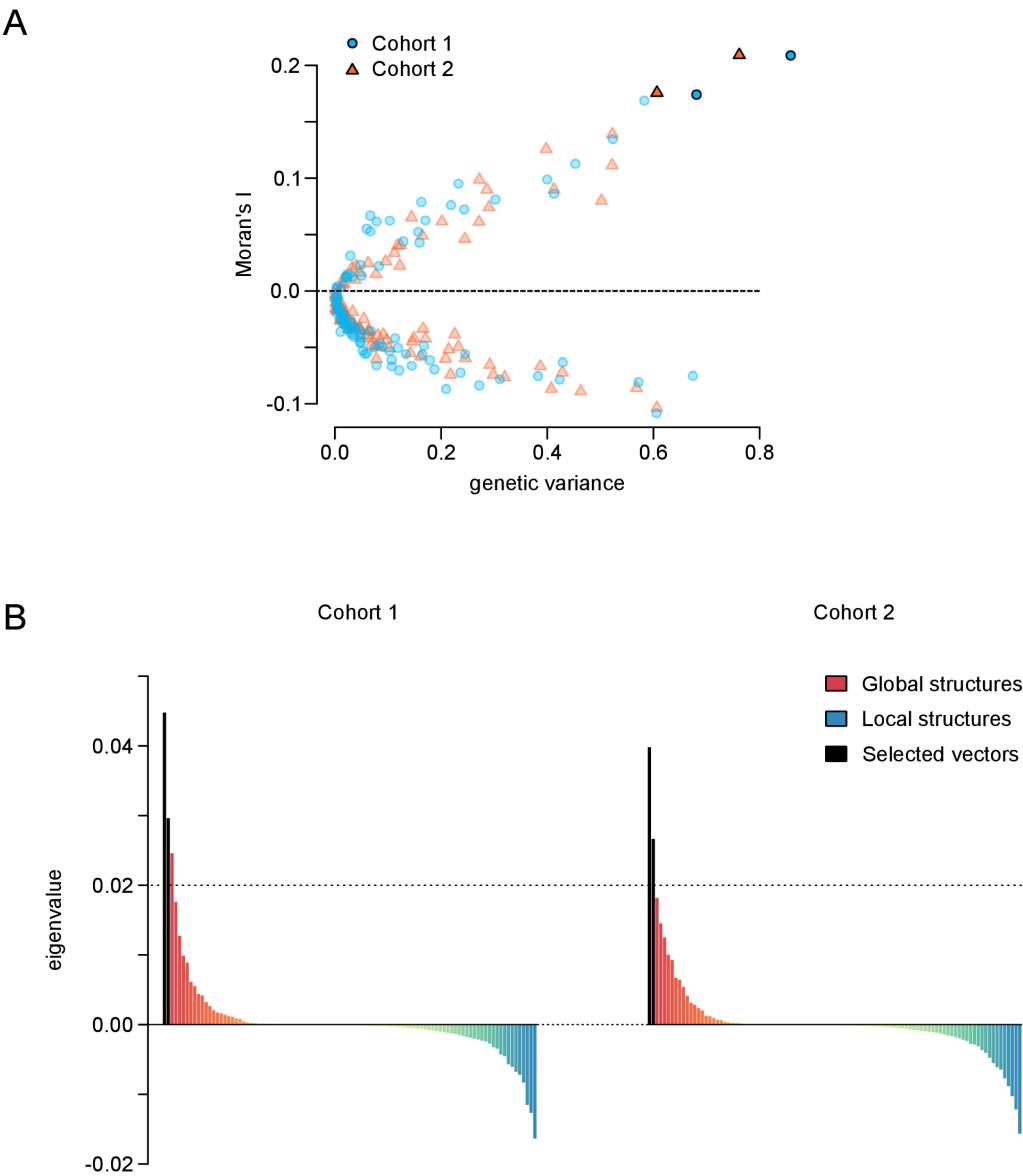 A
Cohort 1
Cohort 2
0.2
0.1
0.0
-0.1
Moran's I
0.0 0.2 0.4 0.6 0.8
genetic variance
B
Cohort 1 Cohort 2
Global structures
Local structures
Selected vectors
0.04
0.02
0.00
-0.02
eigenvalue